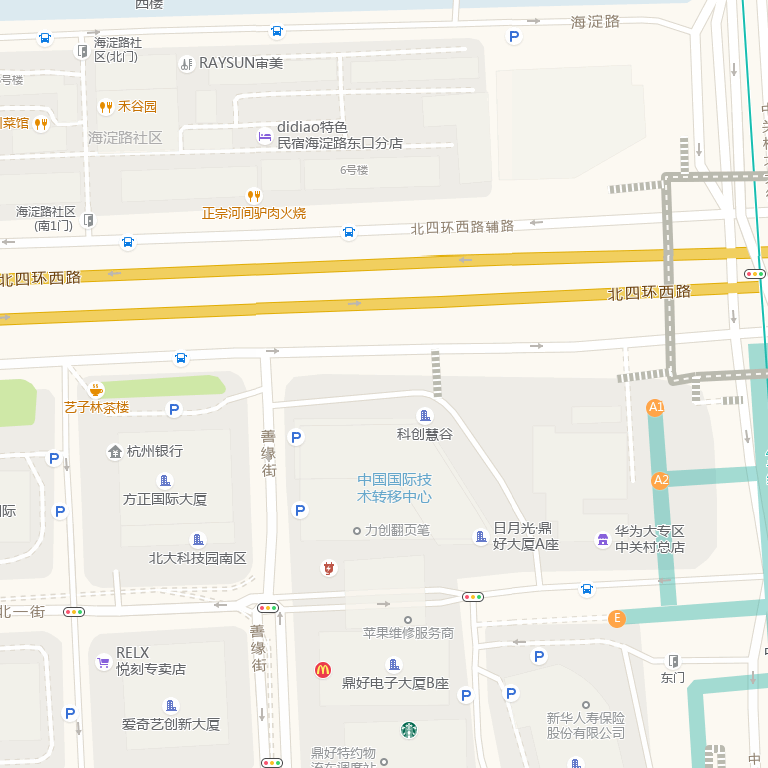 西楼
海淀路
P
海淀路社
区(北门)
RAYSUN审美
号楼
禾谷园
菜馆
海淀路社区
didiao特色
民宿海淀路东口分店
6号楼
正宗河间驴肉火烧
海淀路社区
(南1门)
北四环西路辅路
北四环西路
北四环西路
艺子林茶楼
P
A1
科创慧谷
善缘街
P
杭州银行
P
中国国际技
术转移中心
A2
方正国际大厦
P
P
国际
力创翻页笔
日月光·鼎
好大厦A座
华为大专区
中关村总店
北大科技园南区
北一街
E
善缘街
苹果维修服务商
RELX
悦刻专卖店
P
东门
鼎好电子大厦B座
P
P
P
爱奇艺创新大厦
新华人寿保险
股份有限公司
鼎好特约物
中